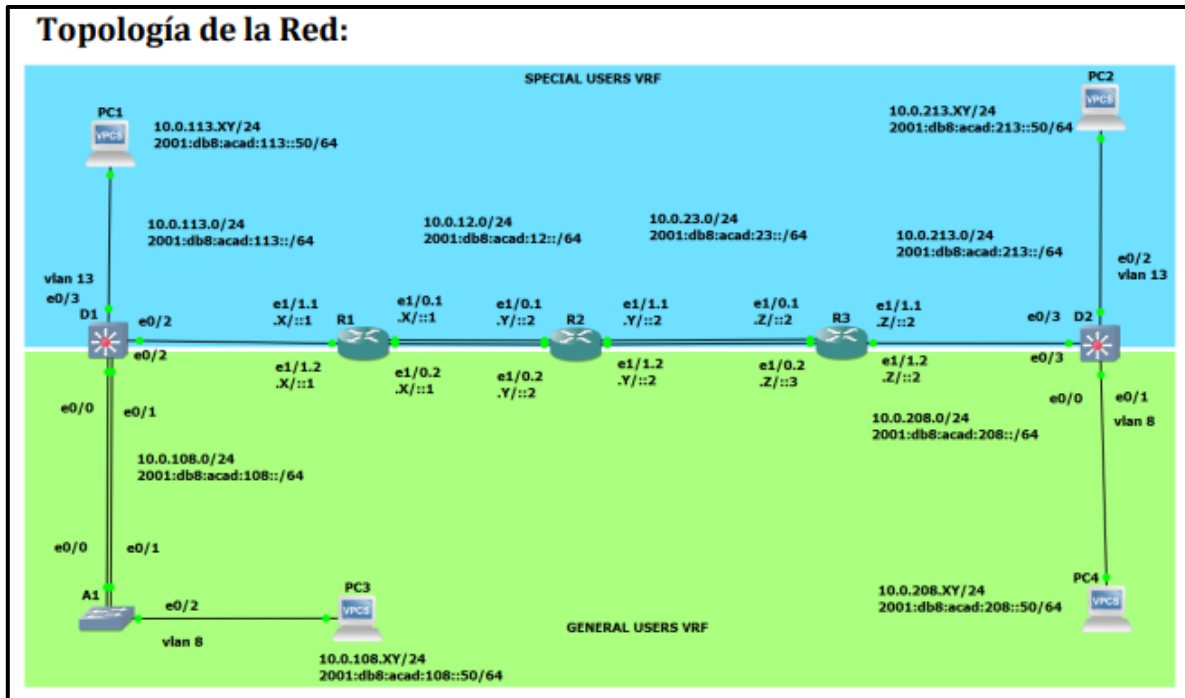 Topología de la Red:
SPECIAL USERS VRF
PC1
VPCS
10.0.113.XY/24
2001:db8:acad:113::50/64
PC2
VPCS
10.0.213.XY/24
2001:db8:acad:213::50/64
10.0.113.0/24
2001:db8:acad:113::/64
10.0.12.0/24
2001:db8:acad:12::/64
10.0.23.0/24
2001:db8:acad:23::/64
10.0.213.0/24
2001:db8:acad:213::/64
vlan 13
e0/3
D1
e0/2
e0/2
e1/1.1
.X/::1
R1
e1/0.1
.X/::1
e1/0.1
.Y/::2
R2
e1/1.1
.Y/::2
e1/0.1
.Z/::2
R3
e1/1.1
.Z/::2
e0/2
vlan 13
e0/3
D2
e0/3
e1/1.2
.X/::1
e1/0.2
.X/::1
e1/0.2
.Y/::2
e1/1.2
.Y/::2
e1/0.2
.Z/::3
e1/1.2
.Z/::2
e0/0
e0/1
e0/0
e0/1
vlan 8
10.0.208.0/24
2001:db8:acad:208::/64
10.0.108.0/24
2001:db8:acad:108::/64
e0/0
e0/1
A1
e0/2
vlan 8
PC3
VPCS
10.0.108.XY/24
2001:db8:acad:108::50/64
GENERAL USERS VRF
10.0.208.XY/24
2001:db8:acad:208::50/64
PC4
VPCS